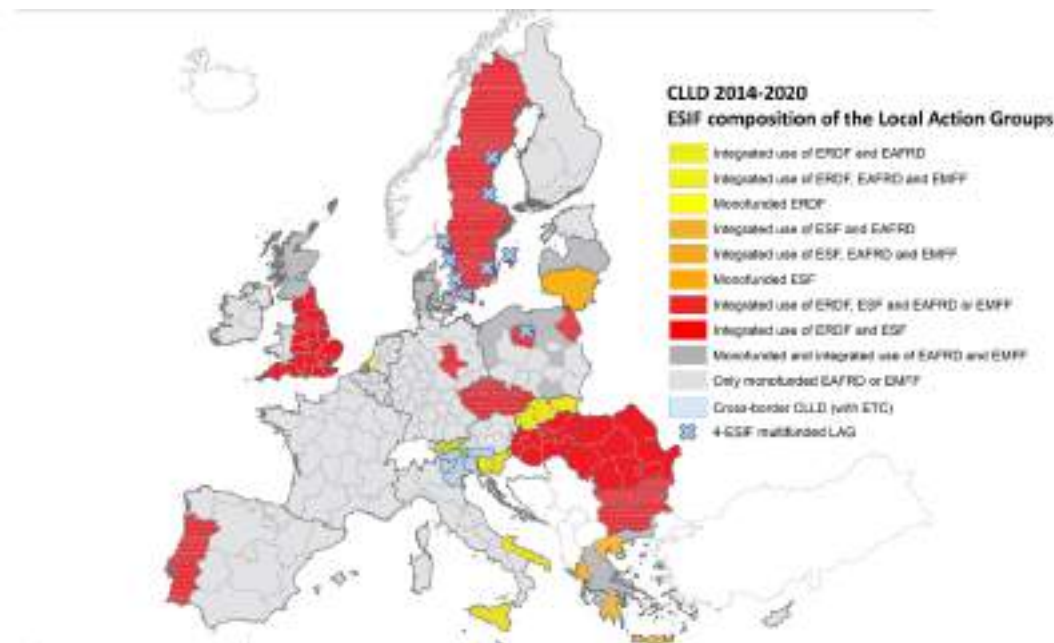 CLLD 2014-2020
ESIF composition of the Local Action Groups
Integrated use of ERDF and EAFRD
Integrated use of ERDF, EAFRD and EMFF
Monofunded ERDF
Integrated use of ESF and EAFRD
Integrated use of ESF, EAFRD and EMFF
Monofunded ESF
Integrated use of ERDF, ESF and EAFRD or EMFF
Integrated use of ERDF and ESF
Monofunded and integrated use of EAFRD and EMFF
Only monofunded EAFRD or EMFF
Cross-border CLLD (with ETC)
4-ESIF multifunded LAG